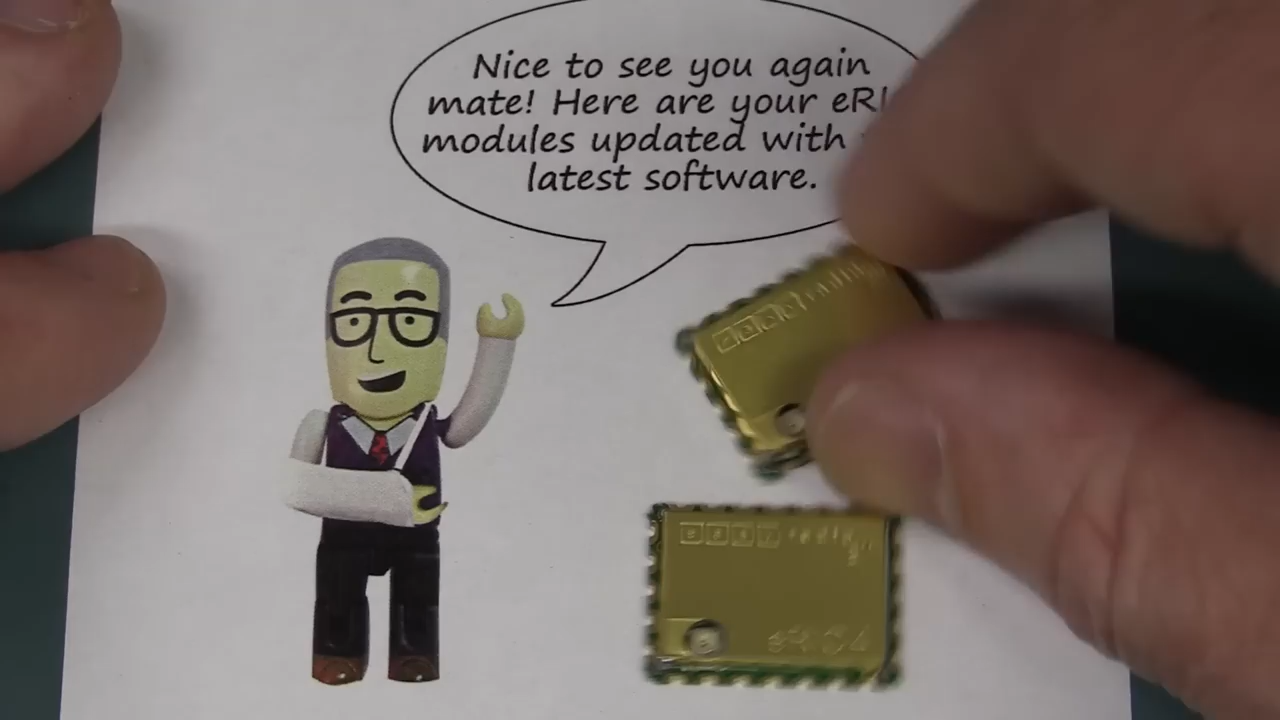 Nice to see you again
mate! Here are your
modules updated with
latest software.